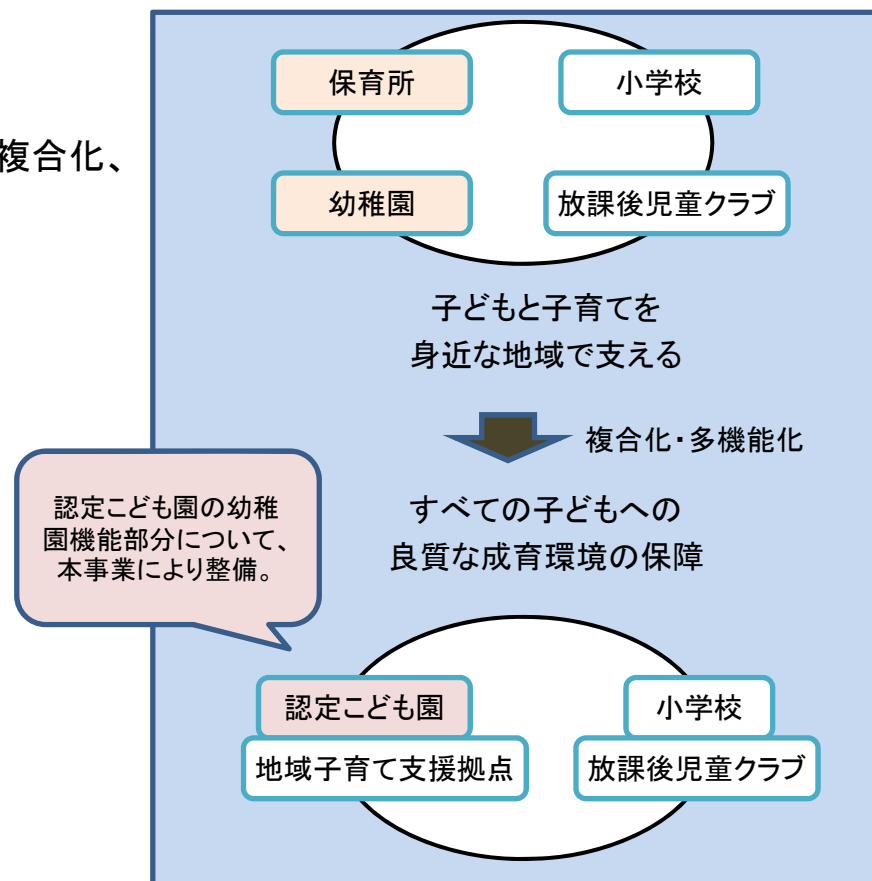 複合化、
保育所
小学校
幼稚園
放課後児童クラブ
子どもと子育てを
身近な地域で支える
複合化・多機能化
認定こども園の幼稚
園機能部分について、
本事業により整備。
すべての子どもへの
良質な成育環境の保障
認定こども園
小学校
地域子育て支援拠点
放課後児童クラブ